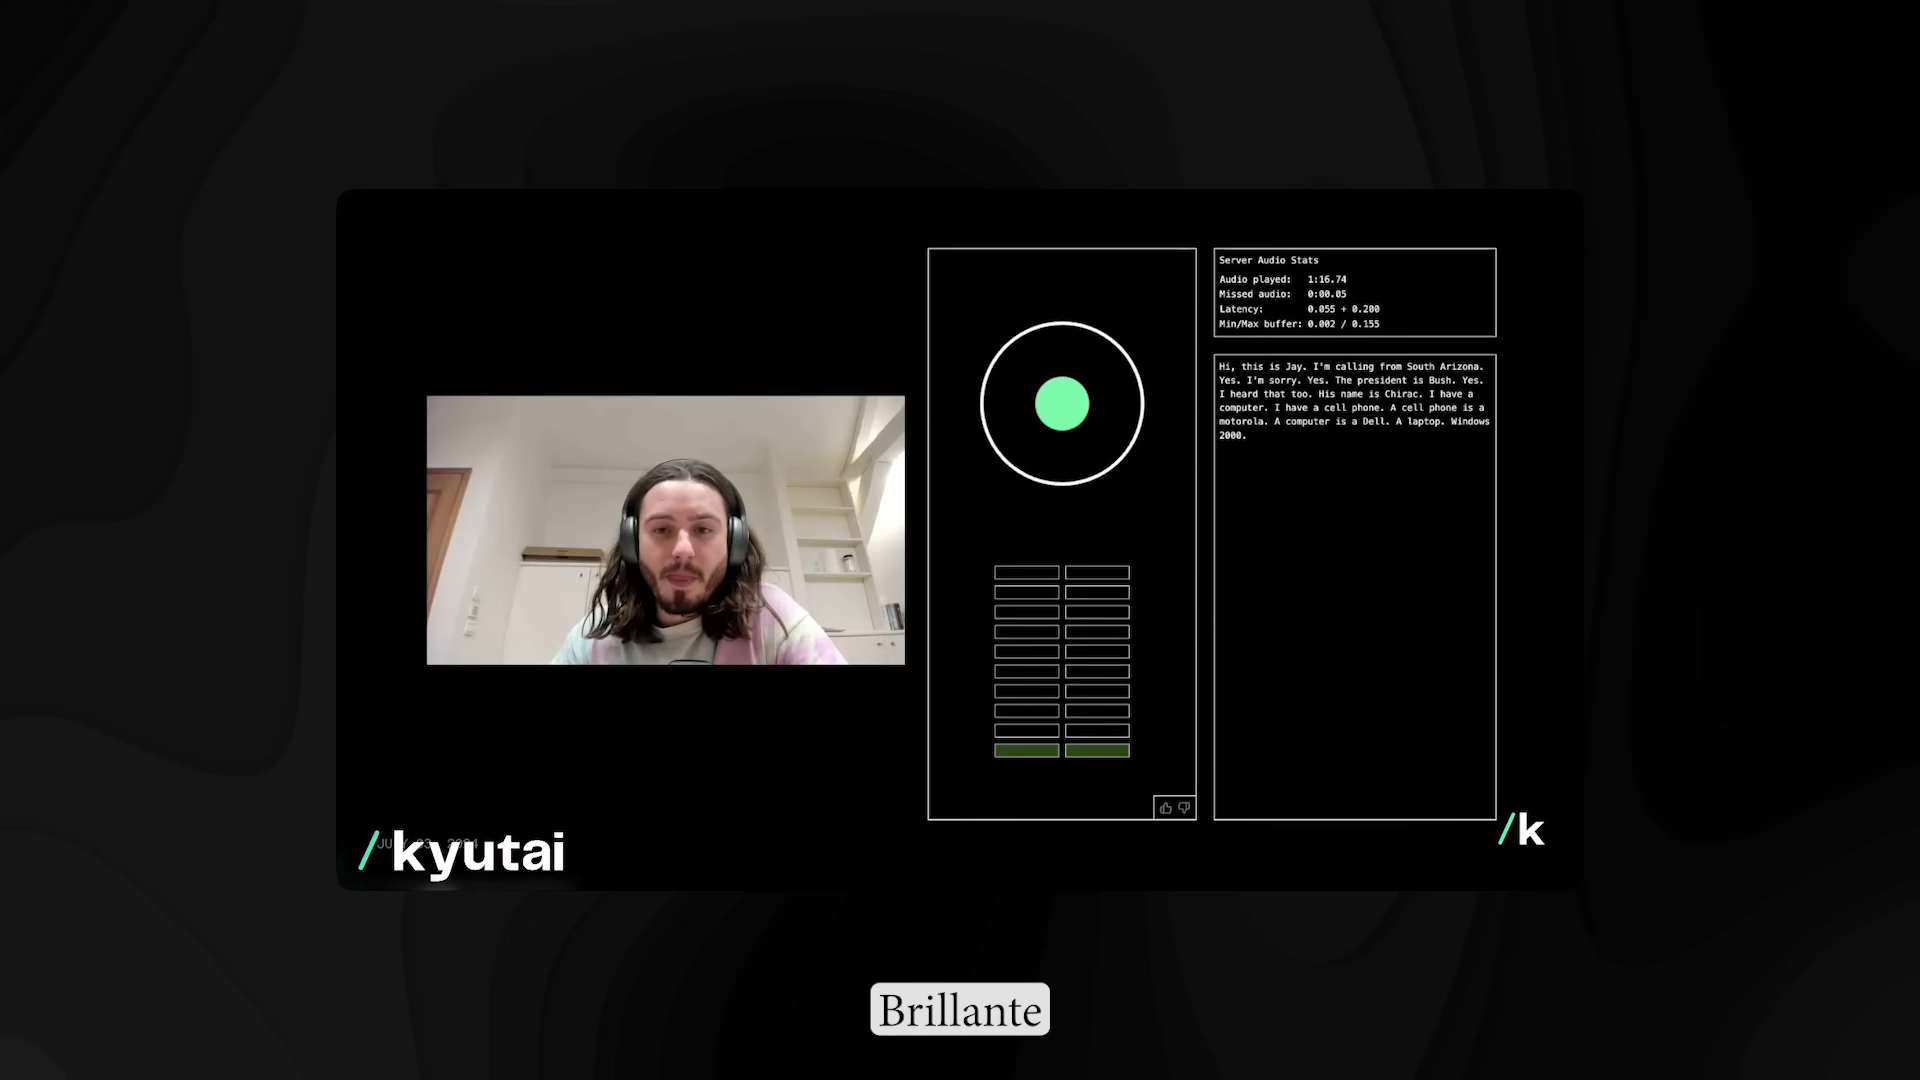 Server Audio Stats
Audio played: 1:16.74
Missed audio: 0:00.05
Latency: 0.055 + 0.200
Min/Max buffer: 0.002 / 0.155
Hi, this is Jay. I'm calling from South Arizona.
Yes. I'm sorry. Yes. The president is Bush. Yes.
I heard that too. His name is Chirac. I have a
computer. I have a cell phone. A cell phone is a
motorola. A computer is a Dell. A laptop. Windows
2000.
/kyutai
/k
Brillante